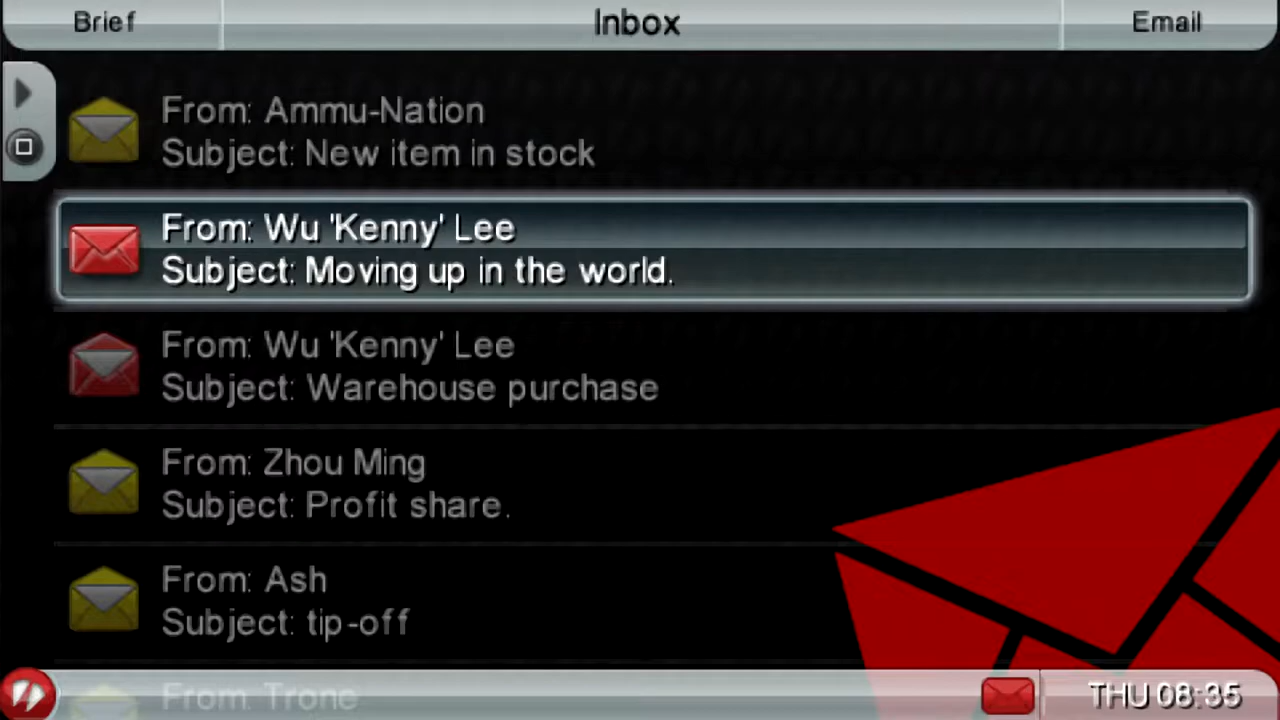 Brief Inbox Email
From: Ammu-Nation
Subject: New item in stock
From: Wu 'Kenny' Lee
Subject: Moving up in the world.
From: Wu 'Kenny' Lee
Subject: Warehouse purchase
From: Zhou Ming
Subject: Profit share.
From: Ash
Subject: tip-off
From: Trone
THU 08:35